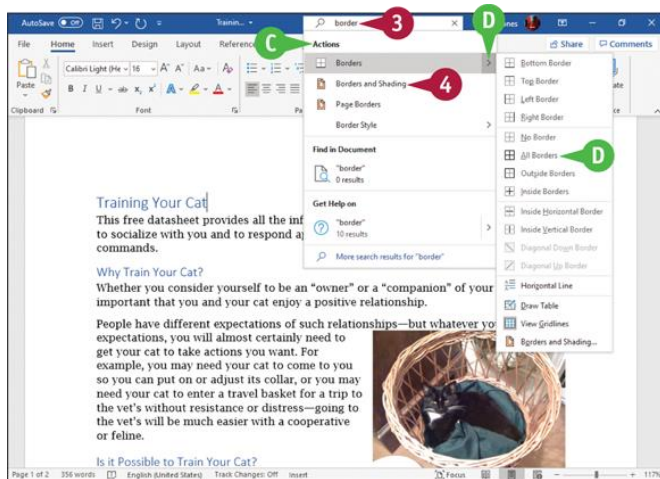 AutoSave Off Trainin... border
File Home Insert Design Layout Share Comments
Calibri Light (He 16 A A Aa
Paste B I U ab x₂ x² A A
Clipboard Font
3
C
D
4
D
Actions
Borders
Borders and Shading
Page Borders
Border Style
Find in Document
"border"
0 results
Get Help on
"border"
10 results
More search results for "border"
Bottom Border
Top Border
Left Border
Right Border
No Border
All Borders
Outside Borders
Inside Borders
Inside Horizontal Border
Inside Vertical Border
Diagonal Down Border
Diagonal Up Border
Horizontal Line
Draw Table
View Gridlines
Borders and Shading...
Training Your Cat
This free datasheet provides all the
to socialize with you and to respond
commands.
Why Train Your Cat?
Whether you consider yourself to be an “owner” or a “companion” of your
important that you and your cat enjoy a positive relationship.
People have different expectations of such relationships—but whatever
expectations, you will almost certainly need to
get your cat to take actions you want. For
example, you may need your cat to come to you
so you can put on or adjust its collar, or you may
need your cat to enter a travel basket for a trip to
the vet's without resistance or distress—going to
the vet's will be much easier with a cooperative
or feline.
Is it Possible to Train Your Cat?
Page 1 of 2 356 words English (United States) Track Changes: Off Insert Focus 117%